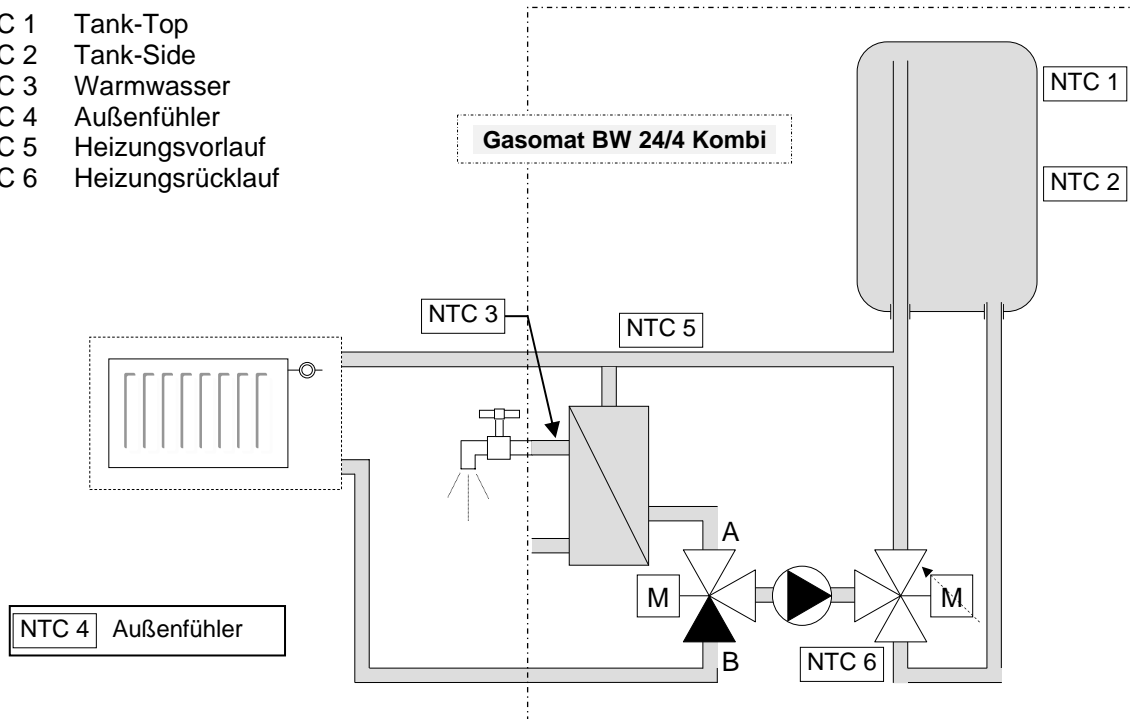 C 1 Tank-Top
C 2 Tank-Side
C 3 Warmwasser
C 4 Außenfühler
C 5 Heizungsvorlauf
C 6 Heizungsrücklauf
Gasomat BW 24/4 Kombi
NTC 1
NTC 2
NTC 3
NTC 5
A
M
M
B
NTC 6
NTC 4 Außenfühler